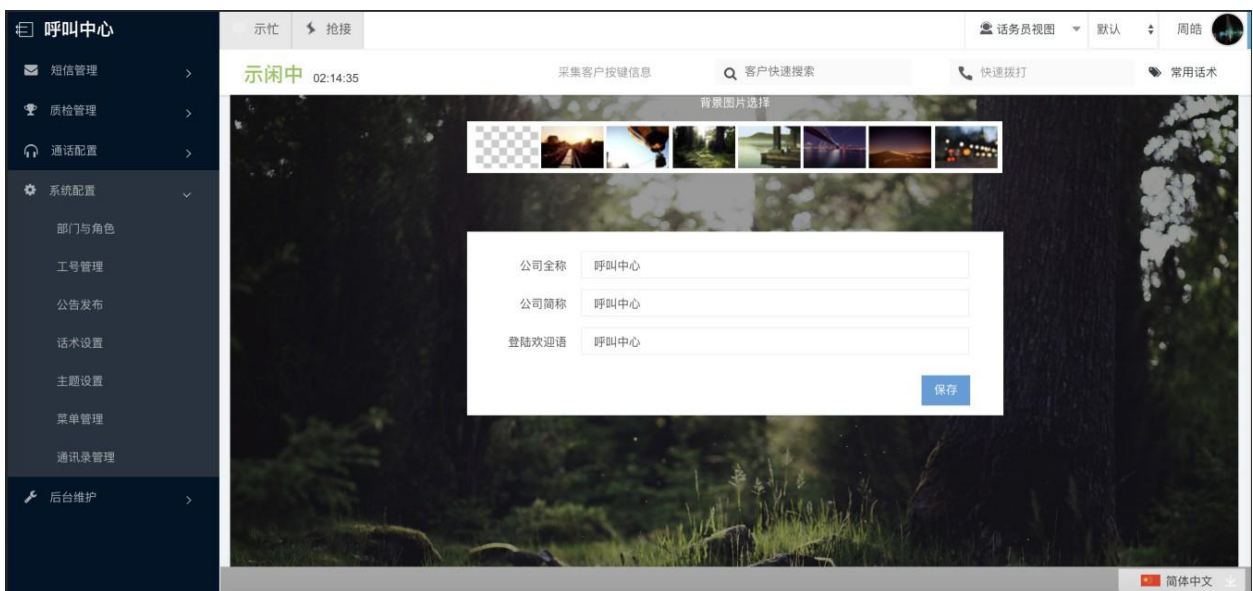 呼叫中心
示忙
抢接
话务员视图
默认
周皓
短信管理
质检管理
通话配置
系统配置
部门与角色
工号管理
公告发布
话术设置
主题设置
菜单管理
通讯录管理
后台维护
示闲中 02:14:35
采集客户按键信息
客户快速搜索
快速拨打
常用话术
背景图片选择
公司全称 呼叫中心
公司简称 呼叫中心
登陆欢迎语 呼叫中心
保存
简体中文